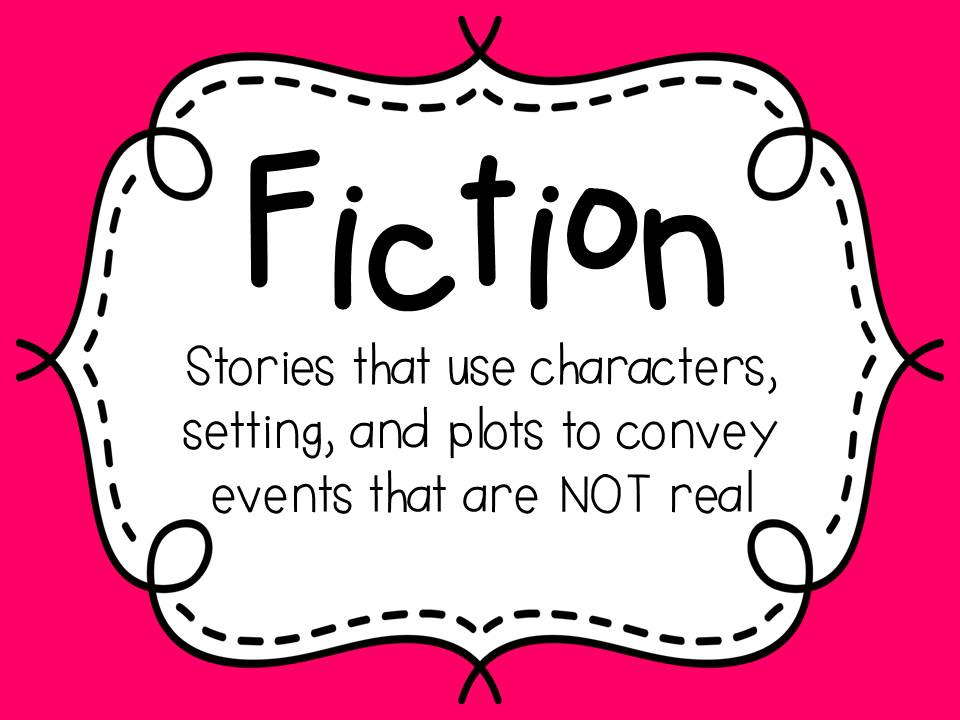 Fiction
Stories that use characters,
setting, and plots to convey
events that are NOT real